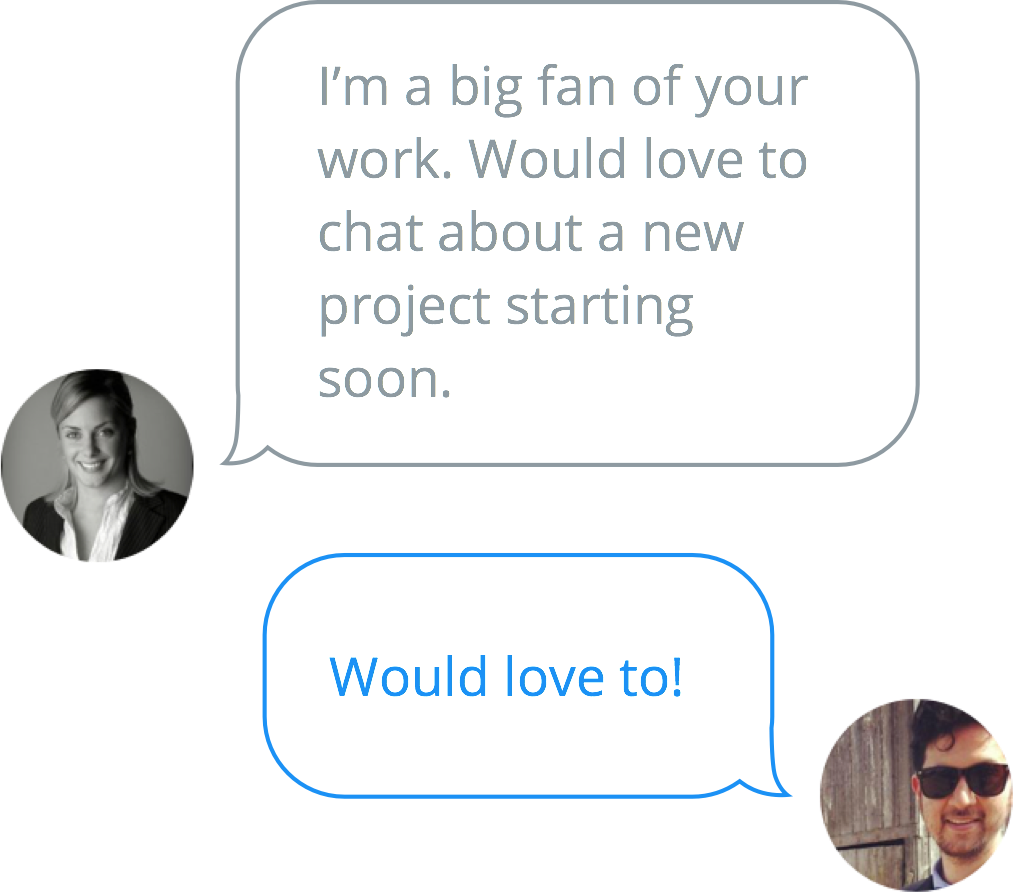 I’m a big fan of your
work. Would love to
chat about a new
project starting
soon.
Would love to!